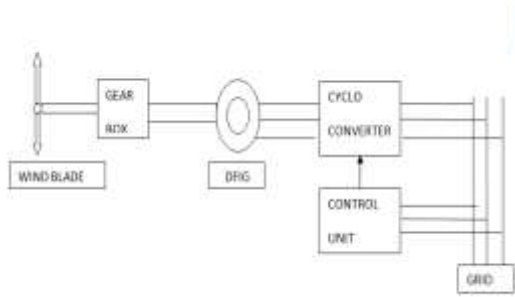 GEAR
BOX
CYCLO
CONVERTER
WIND BLADE
DFIG
CONTROL
UNIT
GRID